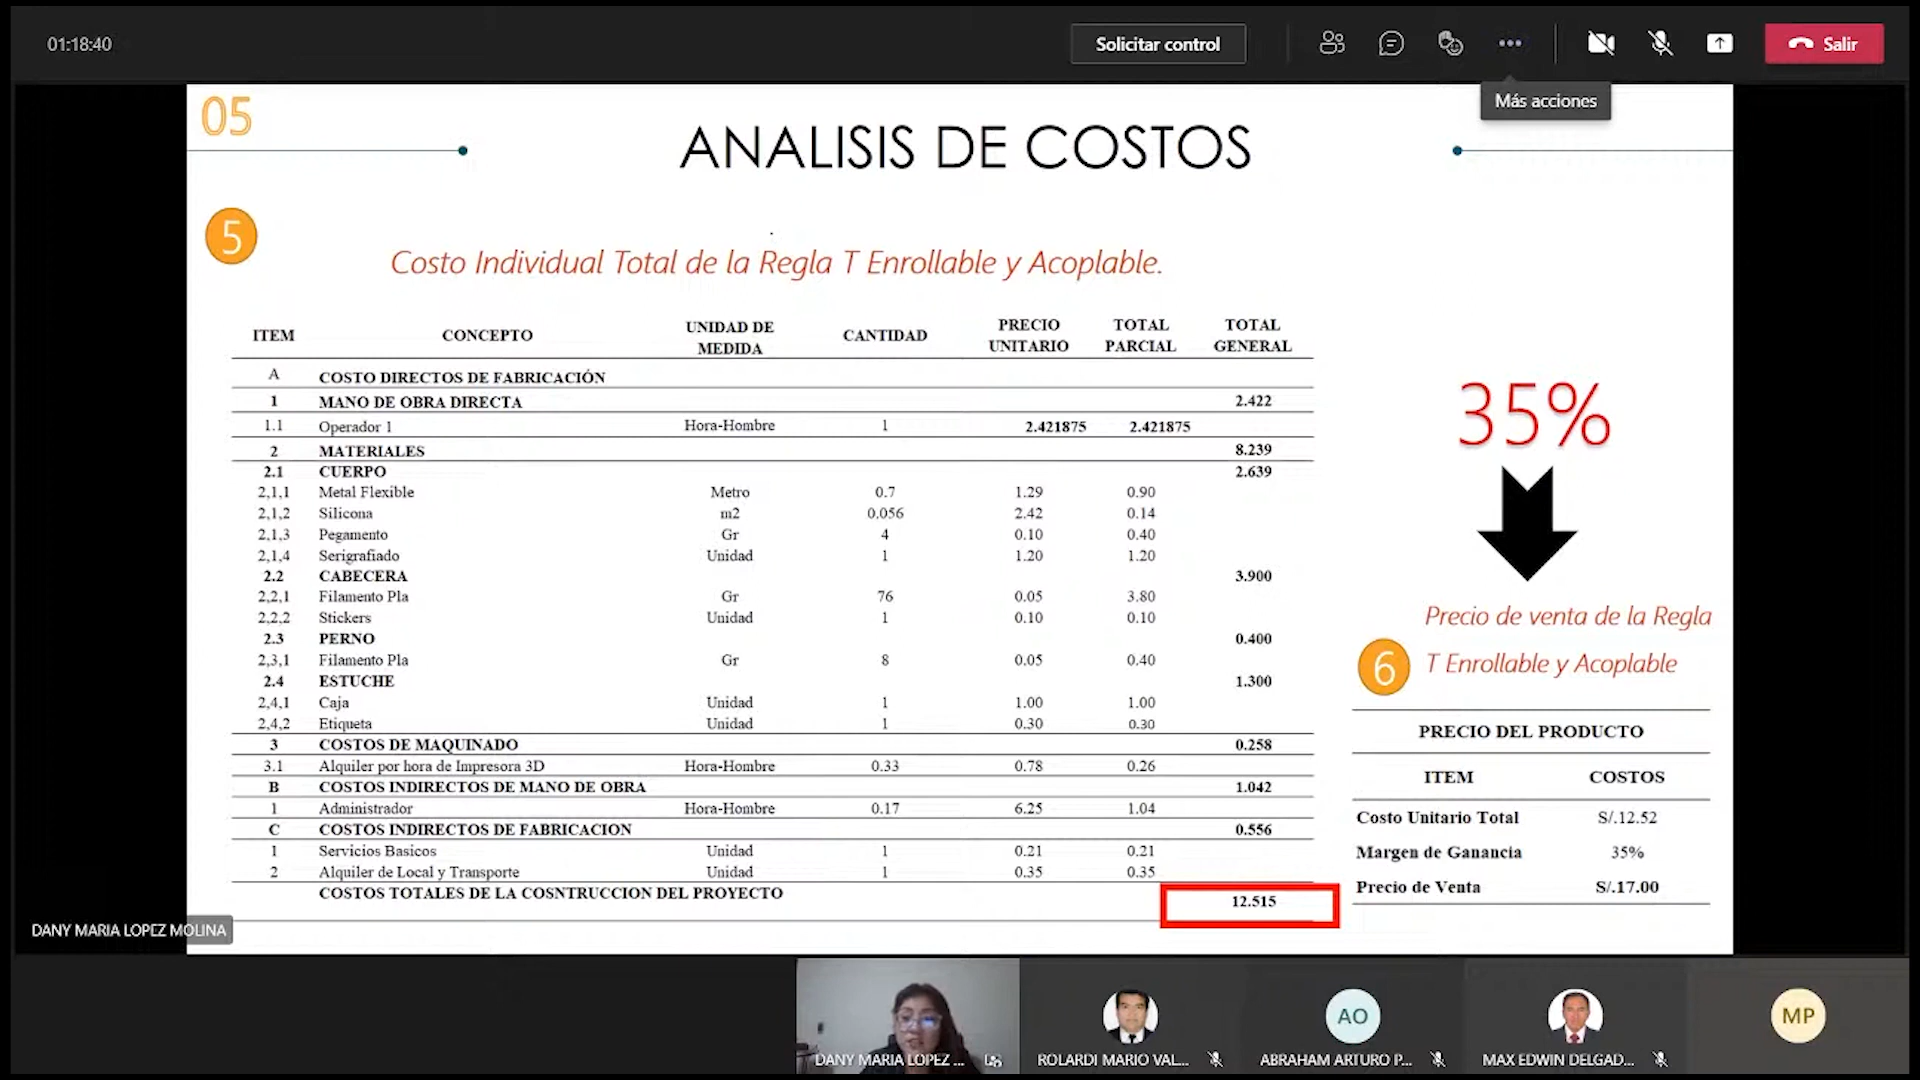 01:18:40
Solicitar control
Salir
Más acciones
05
ANALISIS DE COSTOS
5
Costo Individual Total de la Regla T Enrollable y Acoplable.
ITEM CONCEPTO UNIDAD DE MEDIDA CANTIDAD PRECIO UNITARIO TOTAL PARCIAL TOTAL GENERAL
A COSTO DIRECTOS DE FABRICACIÓN
1 MANO DE OBRA DIRECTA 2.422
1.1 Operador 1 Hora-Hombre 1 2.421875 2.421875
2 MATERIALES 8.239
2.1 CUERPO 2.639
2,1,1 Metal Flexible Metro 0.7 1.29 0.90
2,1,2 Silicona m2 0.056 2.42 0.14
2,1,3 Pegamento Gr 4 0.10 0.40
2,1,4 Serigrafiado Unidad 1 1.20 1.20
2.2 CABECERA 3.900
2,2,1 Filamento Pla Gr 76 0.05 3.80
2,2,2 Stickers Unidad 1 0.10 0.10
2.3 PERNO 0.400
2,3,1 Filamento Pla Gr 8 0.05 0.40
2.4 ESTUCHE 1.300
2,4,1 Caja Unidad 1 1.00 1.00
2,4,2 Etiqueta Unidad 1 0.30 0.30
3 COSTOS DE MAQUINADO 0.258
3.1 Alquiler por hora de Impresora 3D Hora-Hombre 0.33 0.78 0.26
B COSTOS INDIRECTOS DE MANO DE OBRA 1.042
1 Administrador Hora-Hombre 0.17 6.25 1.04
C COSTOS INDIRECTOS DE FABRICACION 0.556
1 Servicios Basicos Unidad 1 0.21 0.21
2 Alquiler de Local y Transporte Unidad 1 0.35 0.35
COSTOS TOTALES DE LA COSNTRUCCION DEL PROYECTO 12.515
35%
6
Precio de venta de la Regla
T Enrollable y Acoplable
PRECIO DEL PRODUCTO
ITEM COSTOS
Costo Unitario Total S/.12.52
Margen de Ganancia 35%
Precio de Venta S/.17.00
DANY MARIA LOPEZ MOLINA
DANY MARIA LOPEZ ...
ROLARDI MARIO VAL...
AO
ABRAHAM ARTURO P...
MAX EDWIN DELGAD...
MP